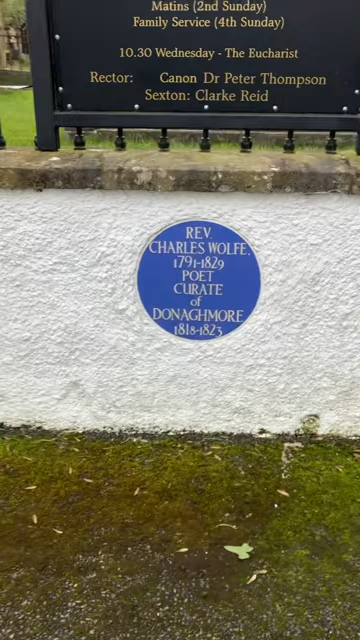 Matins (2nd Sunday)
Family Service (4th Sunday)
10.30 Wednesday - The Eucharist
Rector: Canon Dr Peter Thompson
Sexton: Clarke Reid
REV.
CHARLES WOLFE,
1791-1829
POET
CURATE
of
DONAGHMORE
1818-1823